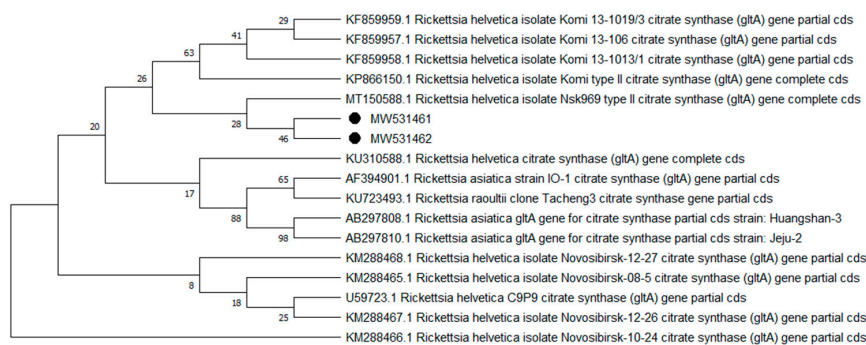 29 KF859959.1 Rickettsia helvetica isolate Komi 13-1019/3 citrate synthase (gltA) gene partial cds
41 KF859957.1 Rickettsia helvetica isolate Komi 13-106 citrate synthase (gltA) gene partial cds
63 KF859958.1 Rickettsia helvetica isolate Komi 13-1013/1 citrate synthase (gltA) gene partial cds
26 KP866150.1 Rickettsia helvetica isolate Komi type II citrate synthase (gltA) gene complete cds
MT150588.1 Rickettsia helvetica isolate Nsk969 type II citrate synthase (gltA) gene complete cds
20 28 MW531461
46 MW531462
KU310588.1 Rickettsia helvetica citrate synthase (gltA) gene complete cds
65 AF394901.1 Rickettsia asiatica strain IO-1 citrate synthase (gltA) gene partial cds
17 KU723493.1 Rickettsia raoultii clone Tacheng3 citrate synthase gene partial cds
88 AB297808.1 Rickettsia asiatica gltA gene for citrate synthase partial cds strain: Huangshan-3
98 AB297810.1 Rickettsia asiatica gltA gene for citrate synthase partial cds strain: Jeju-2
KM288468.1 Rickettsia helvetica isolate Novosibirsk-12-27 citrate synthase (gltA) gene partial cds
8 KM288465.1 Rickettsia helvetica isolate Novosibirsk-08-5 citrate synthase (gltA) gene partial cds
18 U59723.1 Rickettsia helvetica C9P9 citrate synthase (gltA) gene partial cds
25 KM288467.1 Rickettsia helvetica isolate Novosibirsk-12-26 citrate synthase (gltA) gene partial cds
KM288466.1 Rickettsia helvetica isolate Novosibirsk-10-24 citrate synthase (gltA) gene partial cds